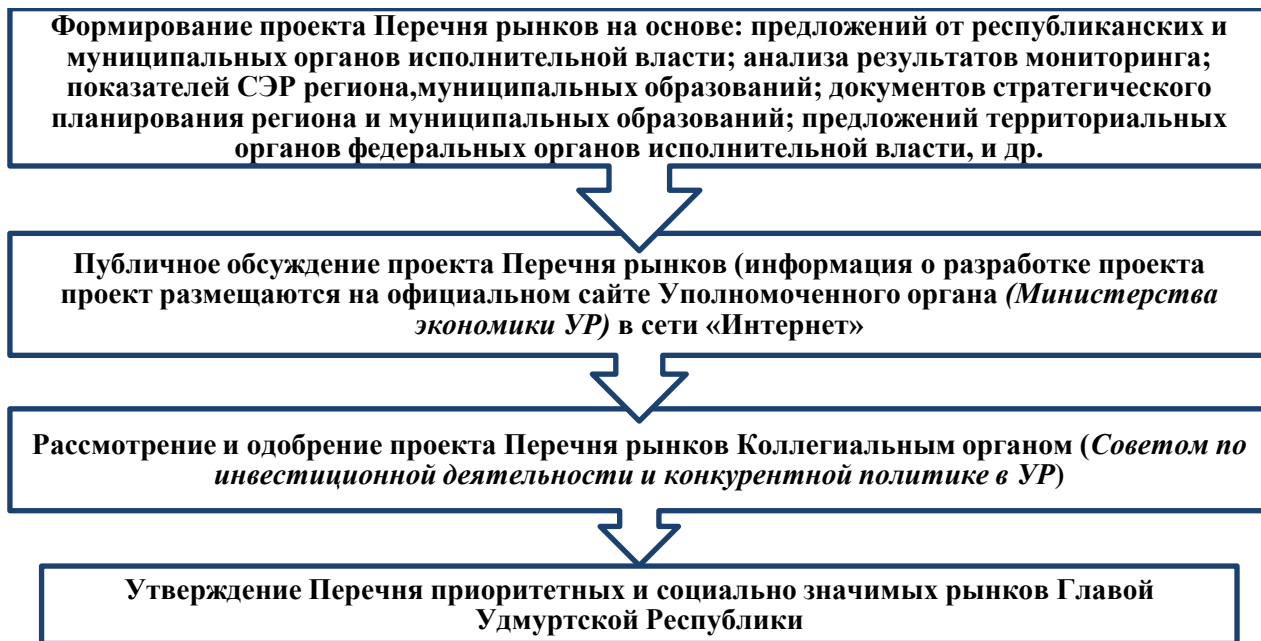 Формирование проекта Перечня рынков на основе: предложений от республиканских и
муниципальных органов исполнительной власти; анализа результатов мониторинга;
показателей СЭР региона,муниципальных образований; документов стратегического
планирования региона и муниципальных образований; предложений территориальных
органов федеральных органов исполнительной власти, и др.
Публичное обсуждение проекта Перечня рынков (информация о разработке проекта
проект размещаются на официальном сайте Уполномоченного органа (Министерства
экономики УР) в сети «Интернет»
Рассмотрение и одобрение проекта Перечня рынков Коллегиальным органом (Советом по
инвестиционной деятельности и конкурентной политике в УР)
Утверждение Перечня приоритетных и социально значимых рынков Главой
Удмуртской Республики